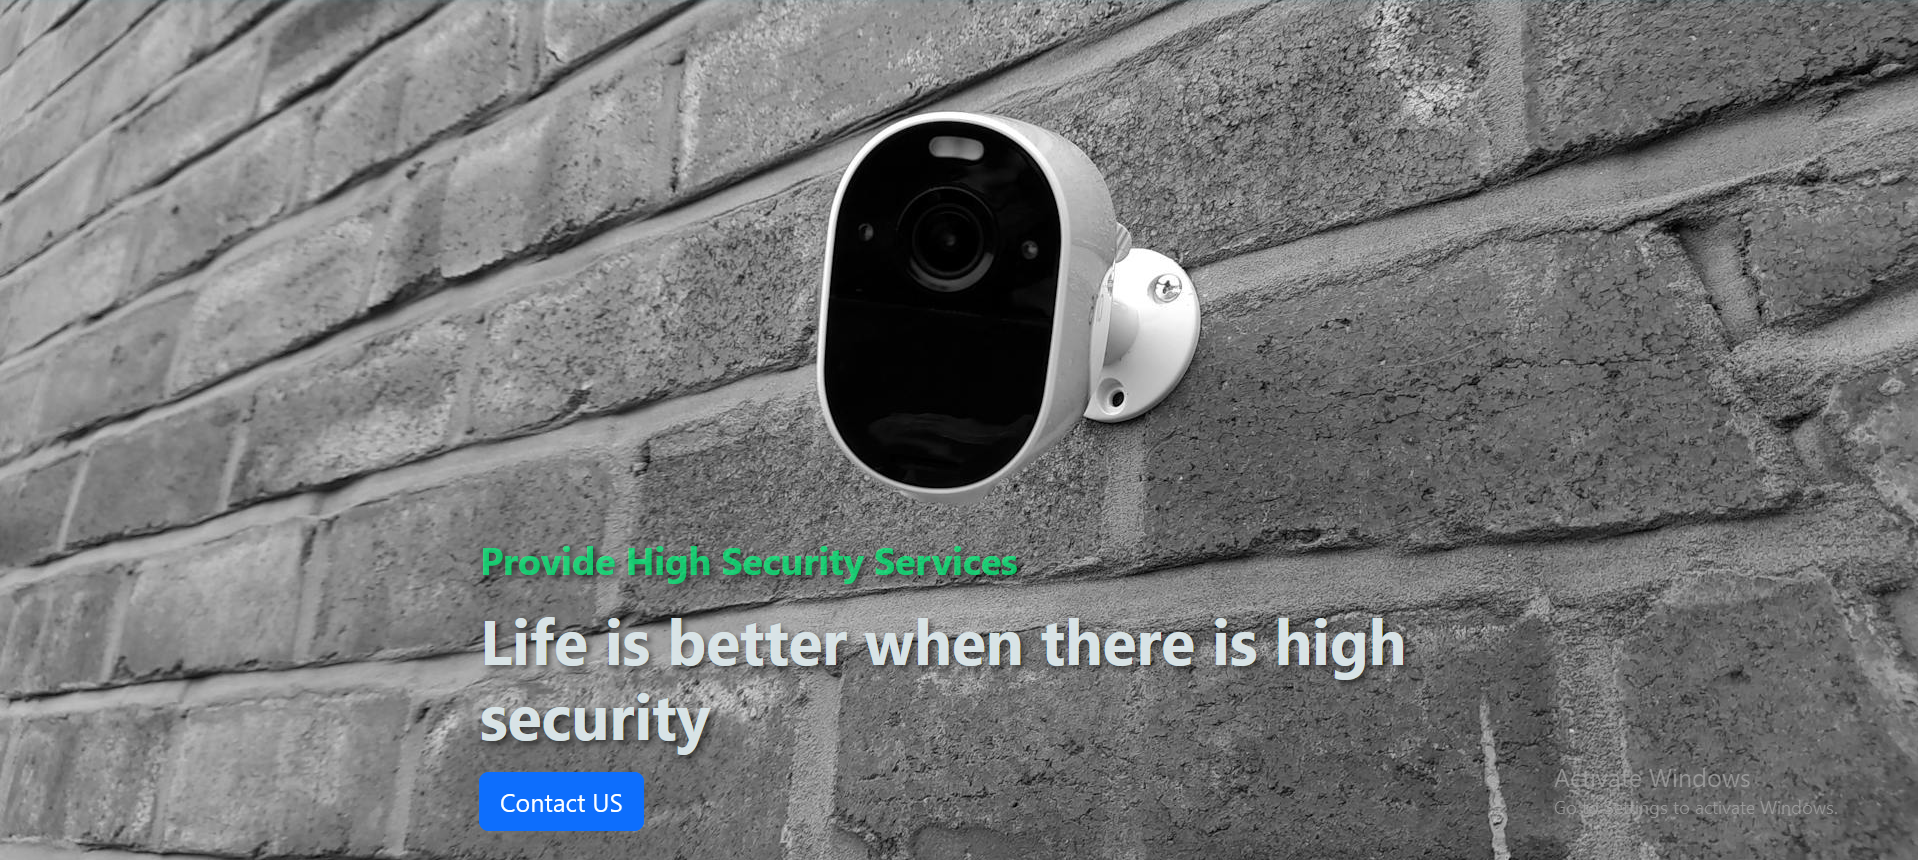 Provide High Security Services
Life is better when there is high
security
Contact US
Activate Windows
Go to Settings to activate Windows.